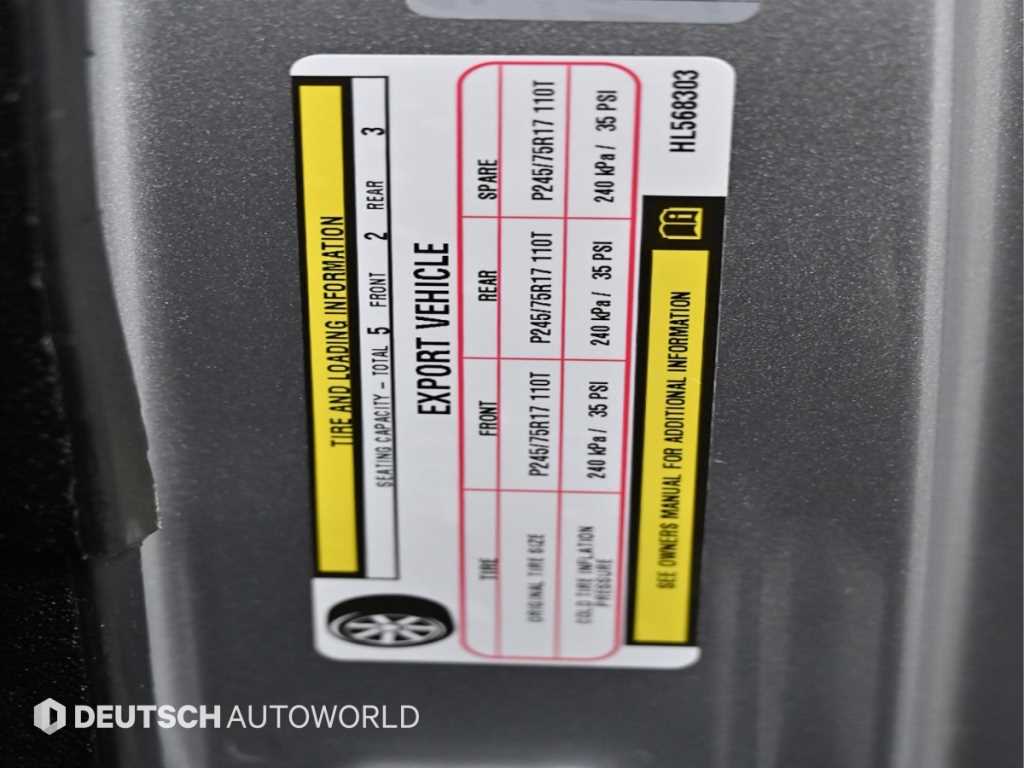 TIRE AND LOADING INFORMATION
SEATING CAPACITY – TOTAL 5 FRONT 2 REAR 3
EXPORT VEHICLE
TIRE FRONT REAR SPARE
ORIGINAL TIRE SIZE P245/75R17 110T P245/75R17 110T P245/75R17 110T
COLD TIRE INFLATION PRESSURE 240 kPa / 35 PSI 240 kPa / 35 PSI 240 kPa / 35 PSI
SEE OWNERS MANUAL FOR ADDITIONAL INFORMATION
HL568303
DEUTSCH AUTOWORLD